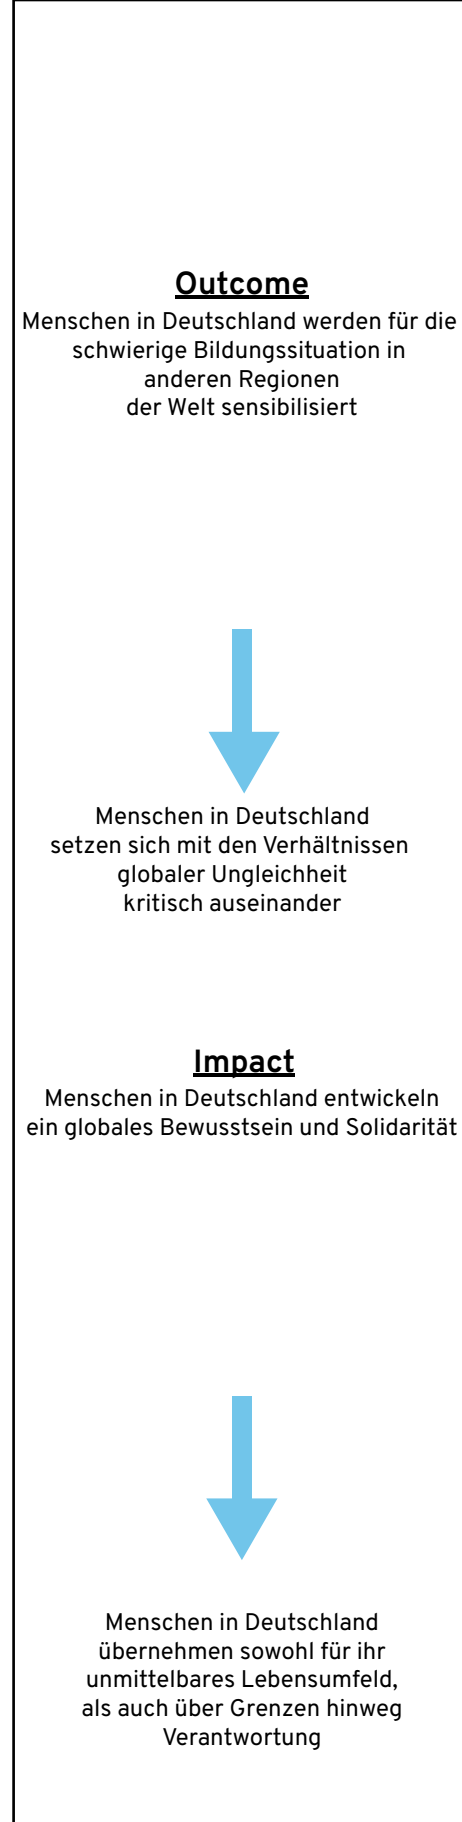 Outcome
Menschen in Deutschland werden für die
schwierige Bildungssituation in
anderen Regionen
der Welt sensibilisiert
Menschen in Deutschland
setzen sich mit den Verhältnissen
globaler Ungleichheit
kritisch auseinander
Impact
Menschen in Deutschland entwickeln
ein globales Bewusstsein und Solidarität
Menschen in Deutschland
übernehmen sowohl für ihr
unmittelbares Lebensumfeld,
als auch über Grenzen hinweg
Verantwortung